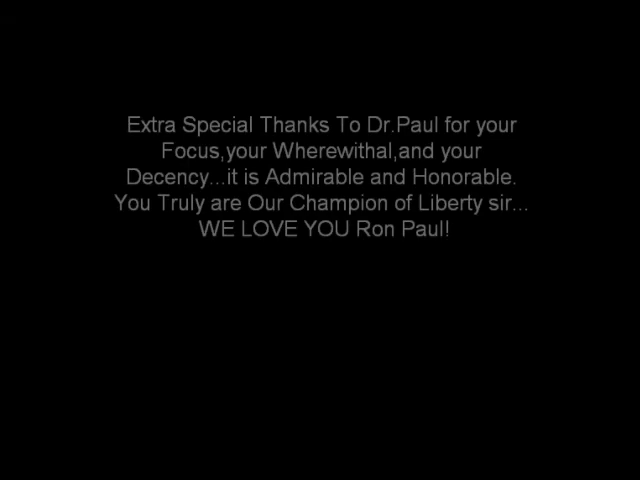 Extra Special Thanks To Dr.Paul for your
Focus,your Wherewithal,and your
Decency...it is Admirable and Honorable.
You Truly are Our Champion of Liberty sir...
WE LOVE YOU Ron Paul!